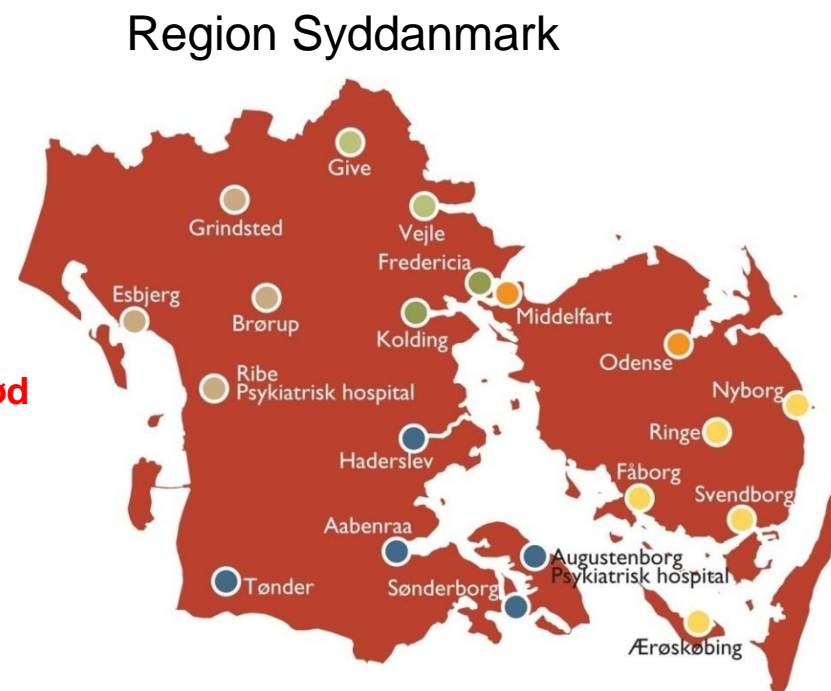 Region Syddanmark
Give
Grindsted
Vejle
Fredericia
Esbjerg
Brørup
Kolding
Middelfart
Odense
Ribe
Psykiatrisk hospital
ød
Nyborg
Ringe
Haderslev
Fåborg
Svendborg
Aabenraa
Augustenborg
Psykiatrisk hospital
Tønder
Sønderborg
Ærøskøbing